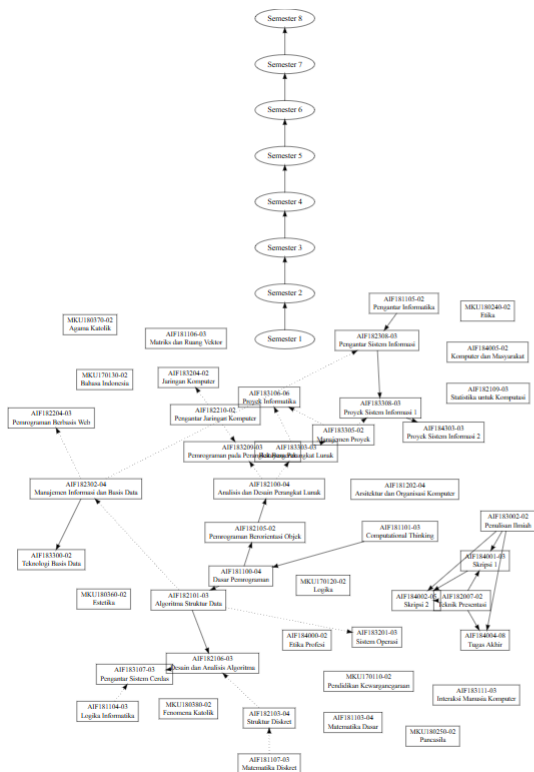 Semester 8
Semester 7
Semester 6
Semester 5
Semester 4
Semester 3
Semester 2
Semester 1
AIF181105-02
Pengantar Informatika
MKU180240-02
Etika
MKU180370-02
Agama Katolik
AIF181106-03
Matriks dan Ruang Vektor
AIF182308-03
Pengantar Sistem Informasi
AIF184005-02
Komputer dan Masyarakat
MKU170130-02
Bahasa Indonesia
AIF183204-02
Jaringan Komputer
AIF183106-06
Proyek Informatika
AIF182109-03
Statistika untuk Komputasi
AIF182204-03
Pemrograman Berbasis Web
AIF182210-02
Pengantar Jaringan Komputer
AIF183308-03
Proyek Sistem Informasi 1
AIF183305-02
Manajemen Proyek
AIF184303-03
Proyek Sistem Informasi 2
AIF183209-03
Pemrograman pada
AIF183303-03
Perangkat Lunak
AIF182302-04
Manajemen Informasi dan Basis Data
AIF182100-04
Analisis dan Desain Perangkat Lunak
AIF181202-04
Arsitektur dan Organisasi Komputer
AIF183002-02
Penulisan Ilmiah
AIF182105-02
Pemrograman Berorientasi Objek
AIF181101-03
Computational Thinking
AIF183300-02
Teknologi Basis Data
AIF184001-03
Skripsi 1
AIF181100-04
Dasar Pemrograman
MKU170120-02
Logika
MKU180360-02
Estetika
AIF182101-03
Algoritma Struktur Data
AIF184002-05
Skripsi 2
AIF182007-02
Teknik Presentasi
AIF184000-02
Etika Profesi
AIF183201-03
Sistem Operasi
AIF184004-08
Tugas Akhir
AIF182106-03
Desain dan Analisis Algoritma
AIF183107-03
Pengantar Sistem Cerdas
MKU170110-02
Pendidikan Kewarganegaraan
AIF183111-03
Interaksi Manusia Komputer
AIF181104-03
Logika Informatika
MKU180380-02
Fenomena Katolik
AIF182103-04
Struktur Diskret
AIF181103-04
Matematika Dasar
MKU180250-02
Pancasila
AIF181107-03
Matematika Diskret